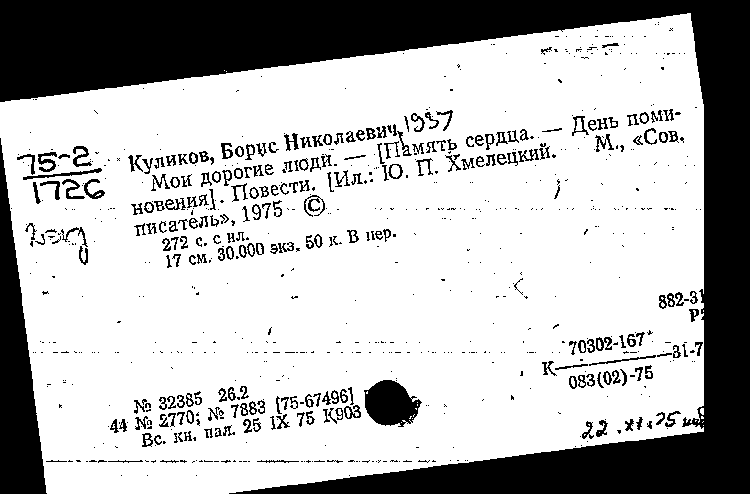 75-2
1726
Куликов, Борис Николаевич, 1937
Мои дорогие люди. — [Память сердца. — День поми-
новения]. Повести. [Ил.: Ю. П. Хмелецкий. М., «Сов.
писатель», 1975 ©
272 с. с ил.
17 см. 30.000 экз. 50 к. В пер.
882-31
70302-167
К 31-7
083(02)-75
№ 32385 26.2
44 № 2770; № 7883 [75-67496]
Вс. кн. пал. 25 IX 75 К903
22.XI.75